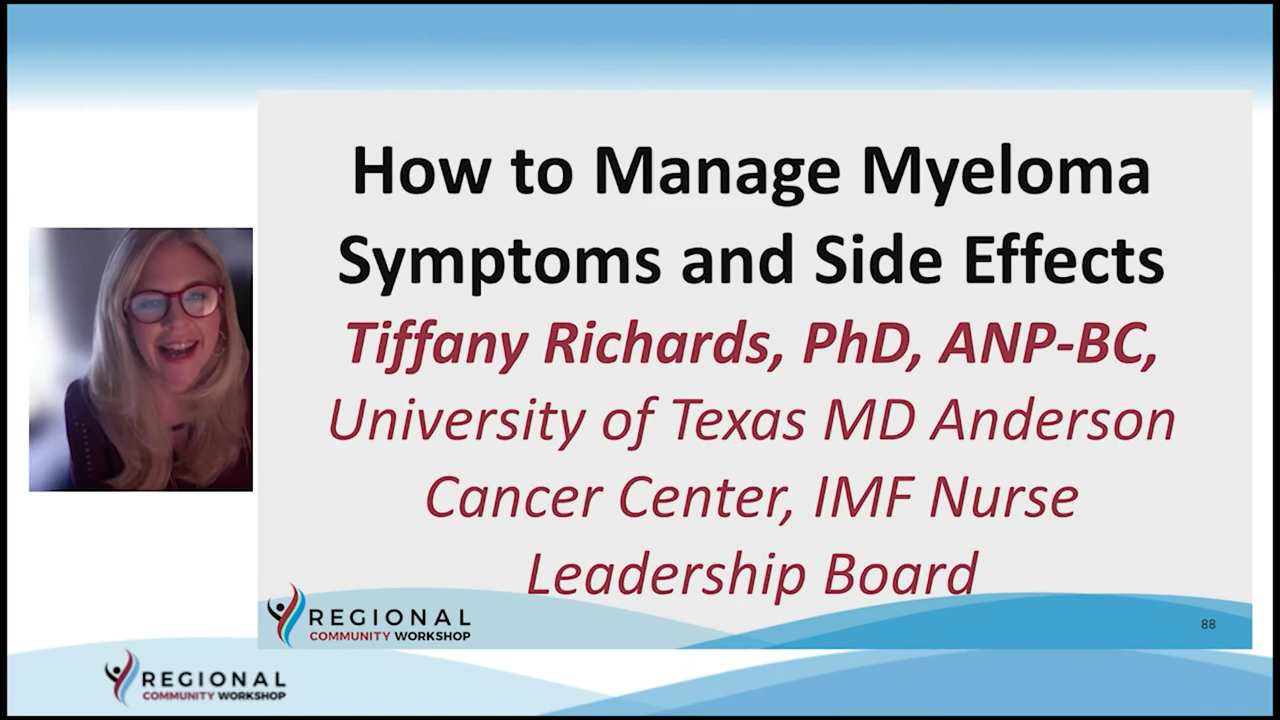 How to Manage Myeloma
Symptoms and Side Effects
Tiffany Richards, PhD, ANP-BC,
University of Texas MD Anderson
Cancer Center, IMF Nurse
Leadership Board
REGIONAL
COMMUNITY WORKSHOP
88
REGIONAL
COMMUNITY WORKSHOP